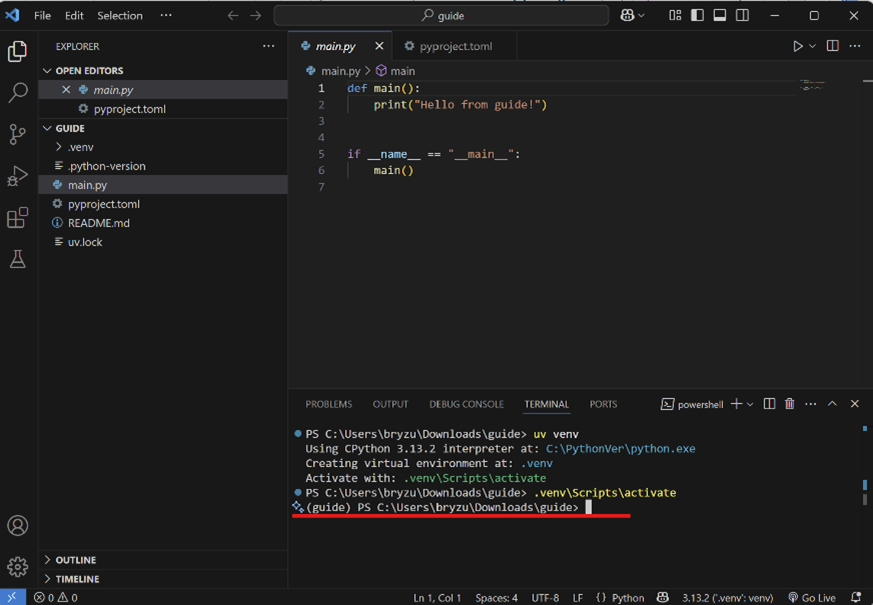 File Edit Selection ··· guide
EXPLORER ···
OPEN EDITORS
main.py
pyproject.toml
GUIDE
.venv
.python-version
main.py
pyproject.toml
README.md
uv.lock
OUTLINE
TIMELINE
main.py pyproject.toml
main.py > main
1 def main():
2 print("Hello from guide!")
3
4
5 if __name__ == "__main__":
6 main()
7
PROBLEMS OUTPUT DEBUG CONSOLE TERMINAL PORTS powershell
PS C:\Users\bryzu\Downloads\guide> uv venv
Using CPython 3.13.2 interpreter at: C:\PythonVer\python.exe
Creating virtual environment at: .venv
Activate with: .venv\Scripts\activate
PS C:\Users\bryzu\Downloads\guide> .venv\Scripts\activate
(guide) PS C:\Users\bryzu\Downloads\guide>
0 0 Ln 1, Col 1 Spaces: 4 UTF-8 LF {} Python 3.13.2 ('.venv': venv) Go Live